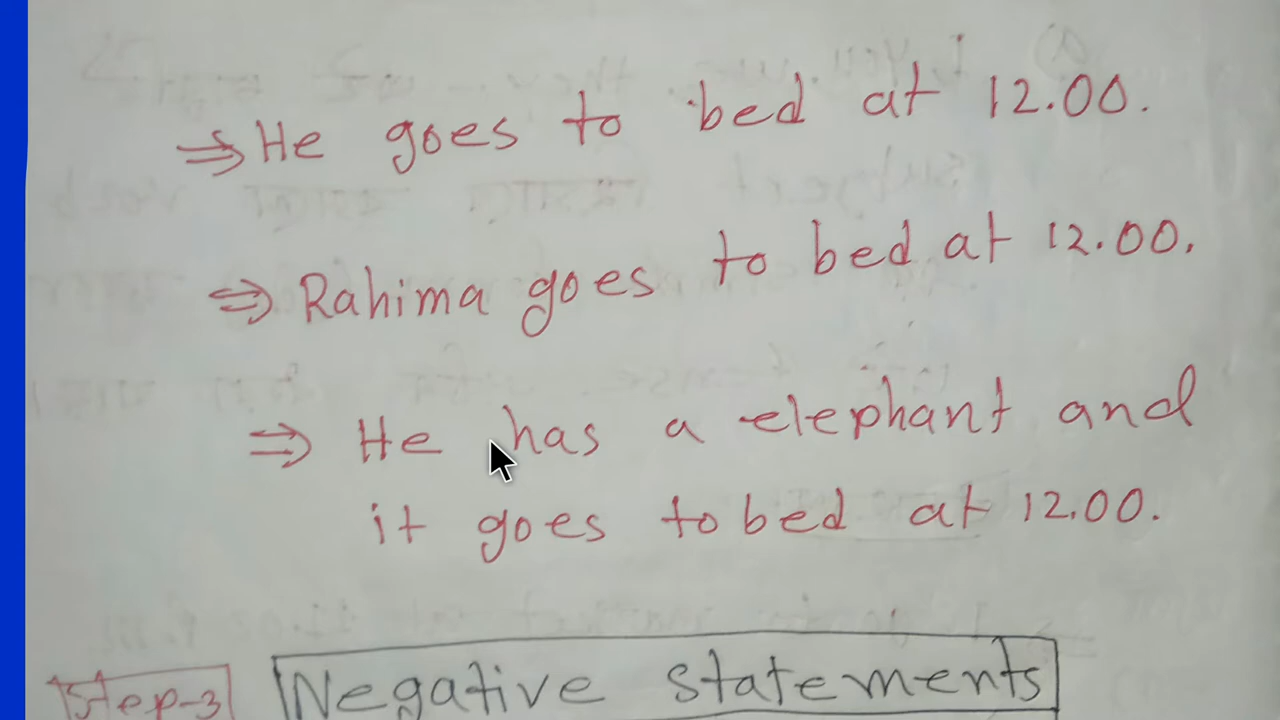 ⇒ He goes to bed at 12.00.
⇒ Rahima goes to bed at 12.00.
⇒ He has a elephant and
it goes to bed at 12.00.
Step-3 Negative statements